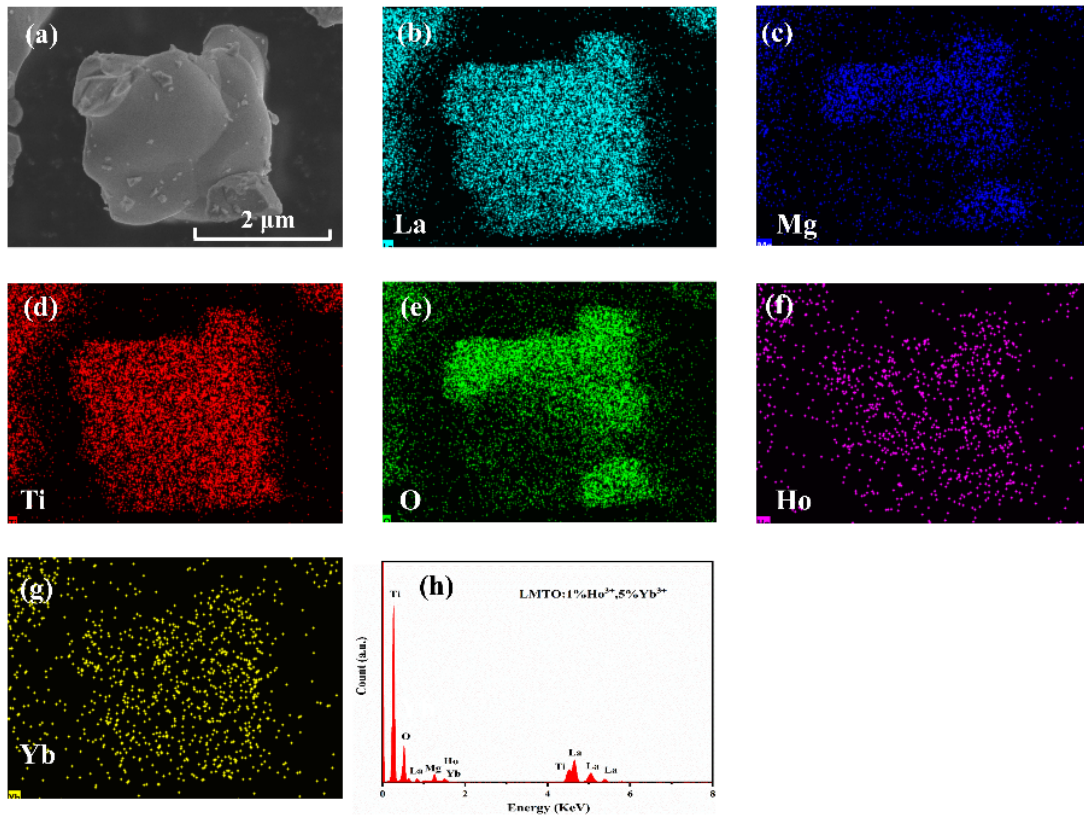 (a)
2 µm
(b)
La
(c)
Mg
(d)
Ti
(e)
O
(f)
Ho
(g)
Yb
(h)
LMTO:1%Ho³⁺,5%Yb³⁺
Ti
O
La
Mg
Ho
Yb
Ti
La
La
La
Count (a.u.)
0 2 4 6 8
Energy (KeV)